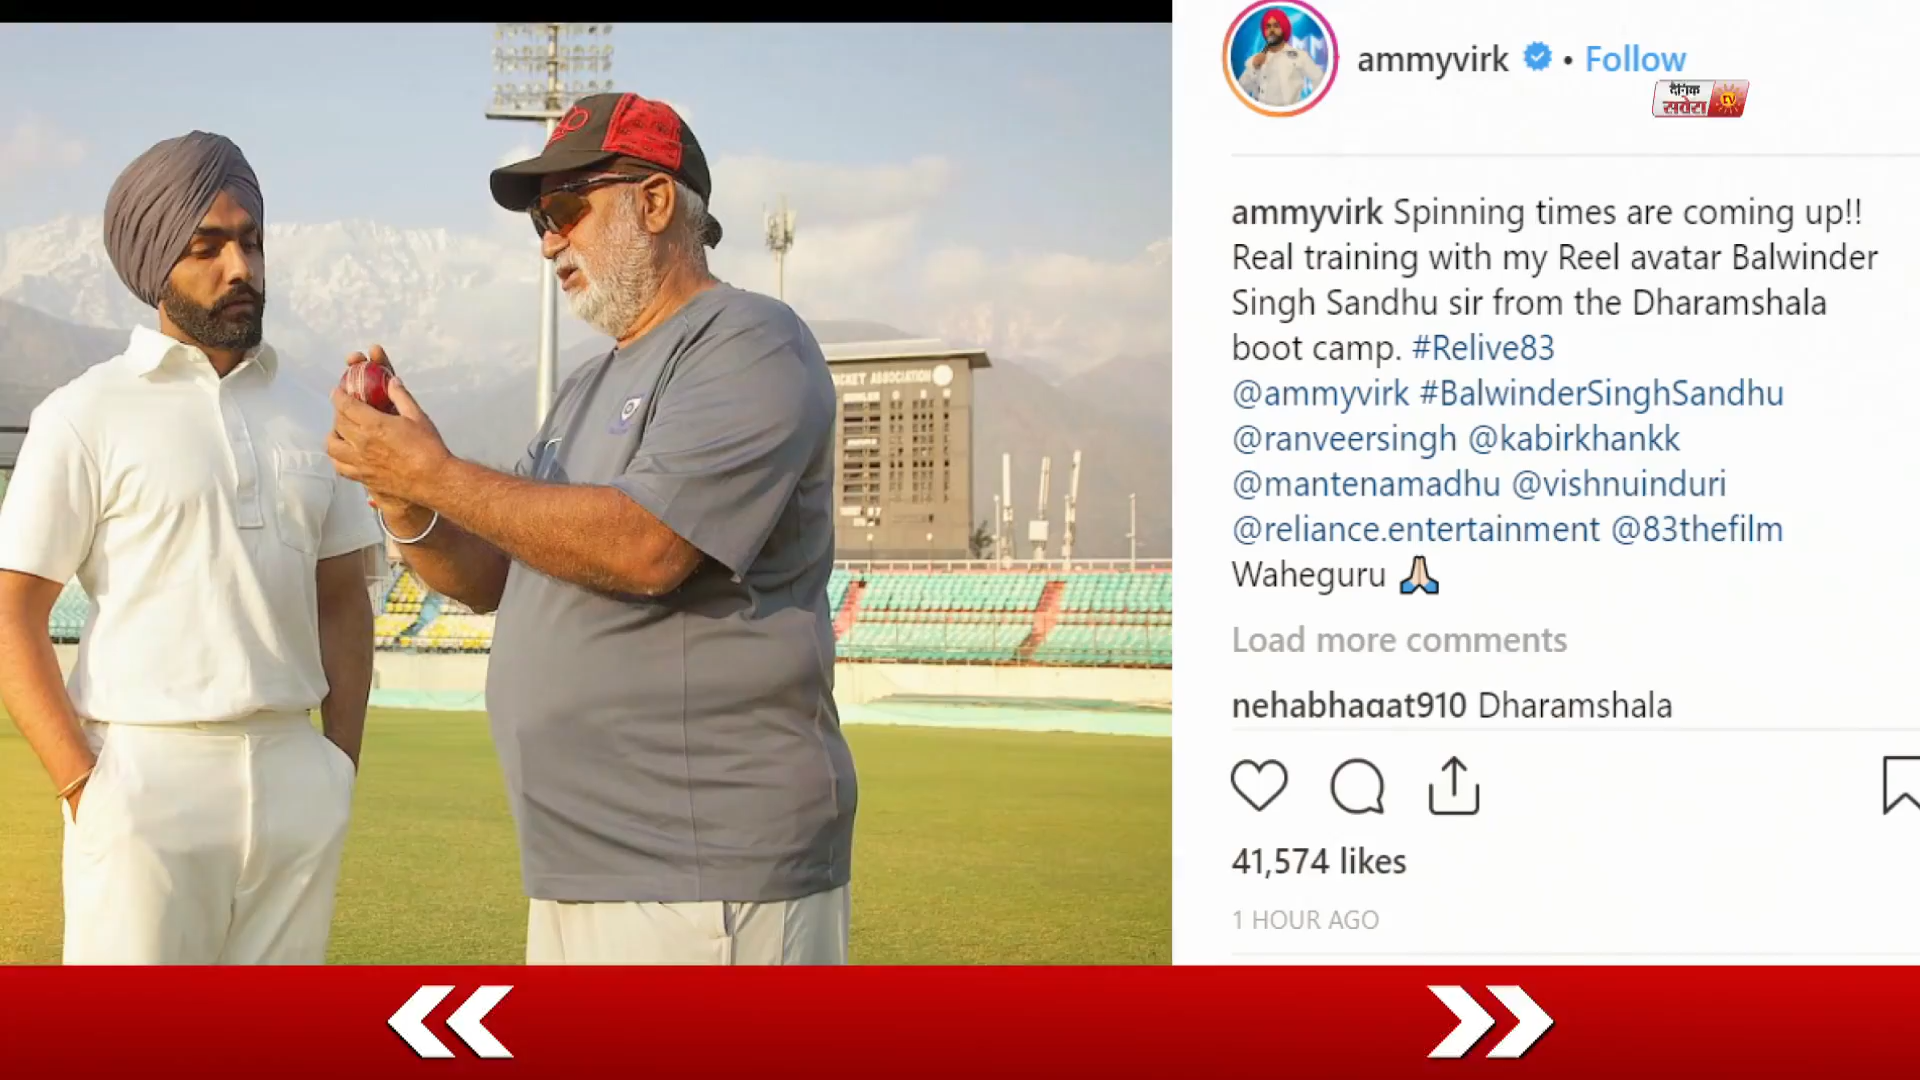 ammyvirk • Follow
दैनिक
सवेरा tv
ammyvirk Spinning times are coming up!!
Real training with my Reel avatar Balwinder
Singh Sandhu sir from the Dharamshala
boot camp. #Relive83
@ammyvirk #BalwinderSinghSandhu
@ranveersingh @kabirkhankk
@mantenamadhu @vishnuinduri
@reliance.entertainment @83thefilm
Waheguru 🙏🏻
Load more comments
nehabhagat910 Dharamshala
41,574 likes
1 HOUR AGO
CKET ASSOCIATION